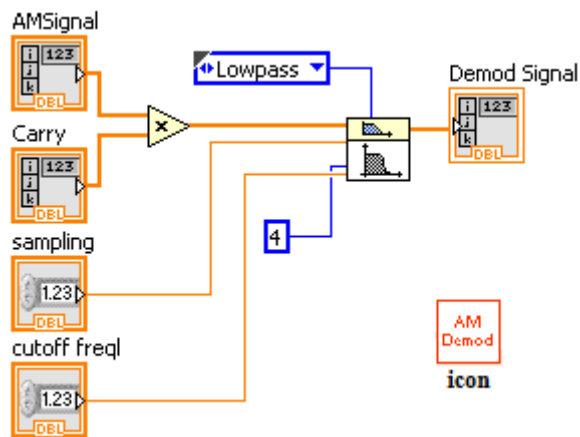 AMSignal
i
j
k
123
DBL
Lowpass
Demod Signal
i
j
k
123
DBL
x
Carry
i
j
k
123
DBL
4
sampling
1.23
DBL
cutoff freql
1.23
DBL
AM
Demod
icon